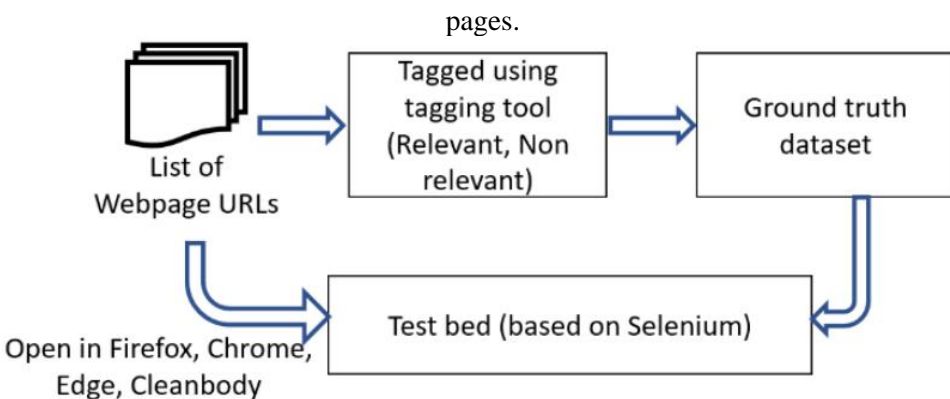 pages.
Tagged using
tagging tool
(Relevant, Non
relevant)
Ground truth
dataset
List of
Webpage URLs
Test bed (based on Selenium)
Open in Firefox, Chrome,
Edge, Cleanbody